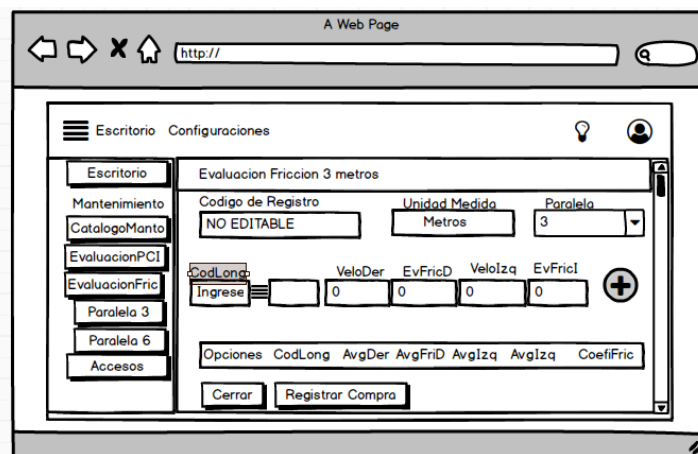 A Web Page
http://
Escritorio Configuraciones
Escritorio
Mantenimiento
CatalogoManto
EvaluacionPCI
EvaluacionFric
Paralela 3
Paralela 6
Accesos
Evaluacion Friccion 3 metros
Codigo de Registro Unidad Medida Paralela
NO EDITABLE Metros 3
CodLong VeloDer EvFricD VeloIzq EvFricI
Ingrese 0 0 0 0
Opciones CodLong AvgDer AvgFriD AvgIzq AvgIzq CoefiFric
Cerrar Registrar Compra